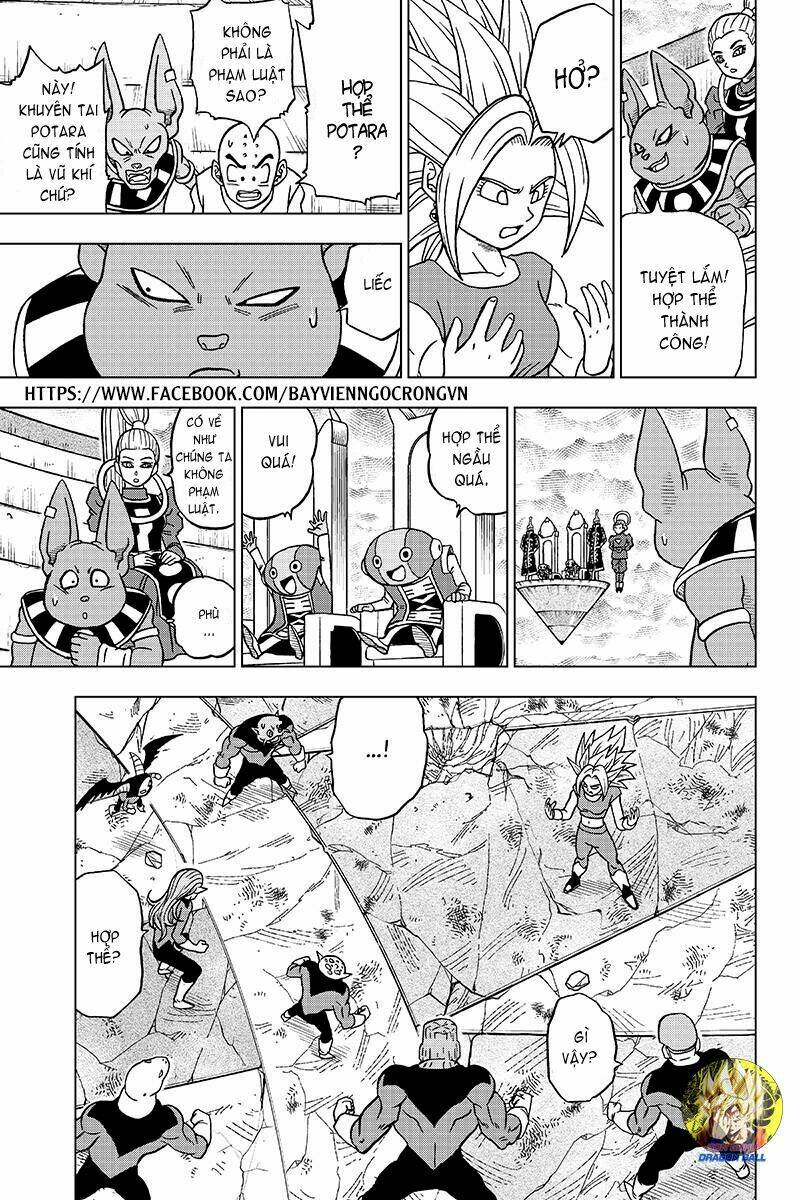 TUYỆT LẮM!
HỢP THỂ
THÀNH
CÔNG!
HỞ?
HỢP
THỂ
POTARA
?
KHÔNG
PHẢI LÀ
PHẠM LUẬT
SAO?
NÀY!
KHUYÊN TAI
POTARA
CŨNG TÍNH
LÀ VŨ KHÍ
CHỨ?
LIẾC
HTTPS://WWW.FACEBOOK.COM/BAYVIENNGOCRONGVN
HỢP THỂ
NGẦU
QUÁ.
VUI
QUÁ!
CÓ VẺ
NHƯ
CHÚNG TA
KHÔNG
PHẠM
LUẬT.
PHÙ
...
...!
HỢP
THỂ?
GÌ
VẬY?
DRAGON BALL